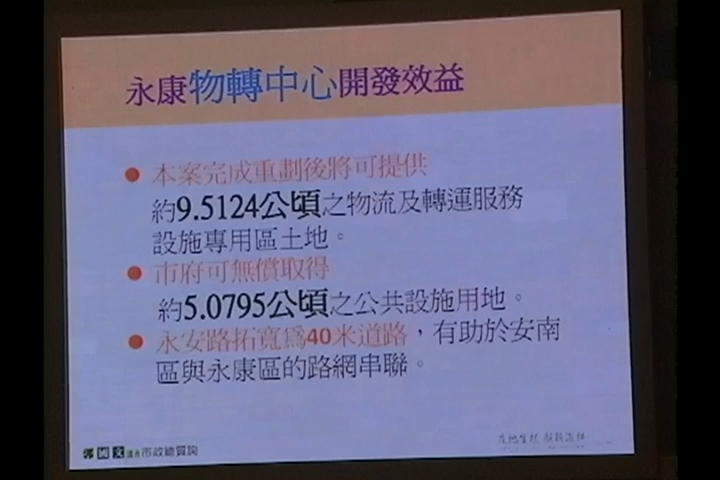 永康物轉中心開發效益
● 本案完成重劃後將可提供
約9.5124公頃之物流及轉運服務
設施專用區土地。
● 市府可無償取得
約5.0795公頃之公共設施用地。
● 永安路拓寬為40米道路，有助於安南
區與永康區的路網串聯。
國文議員市政總質詢